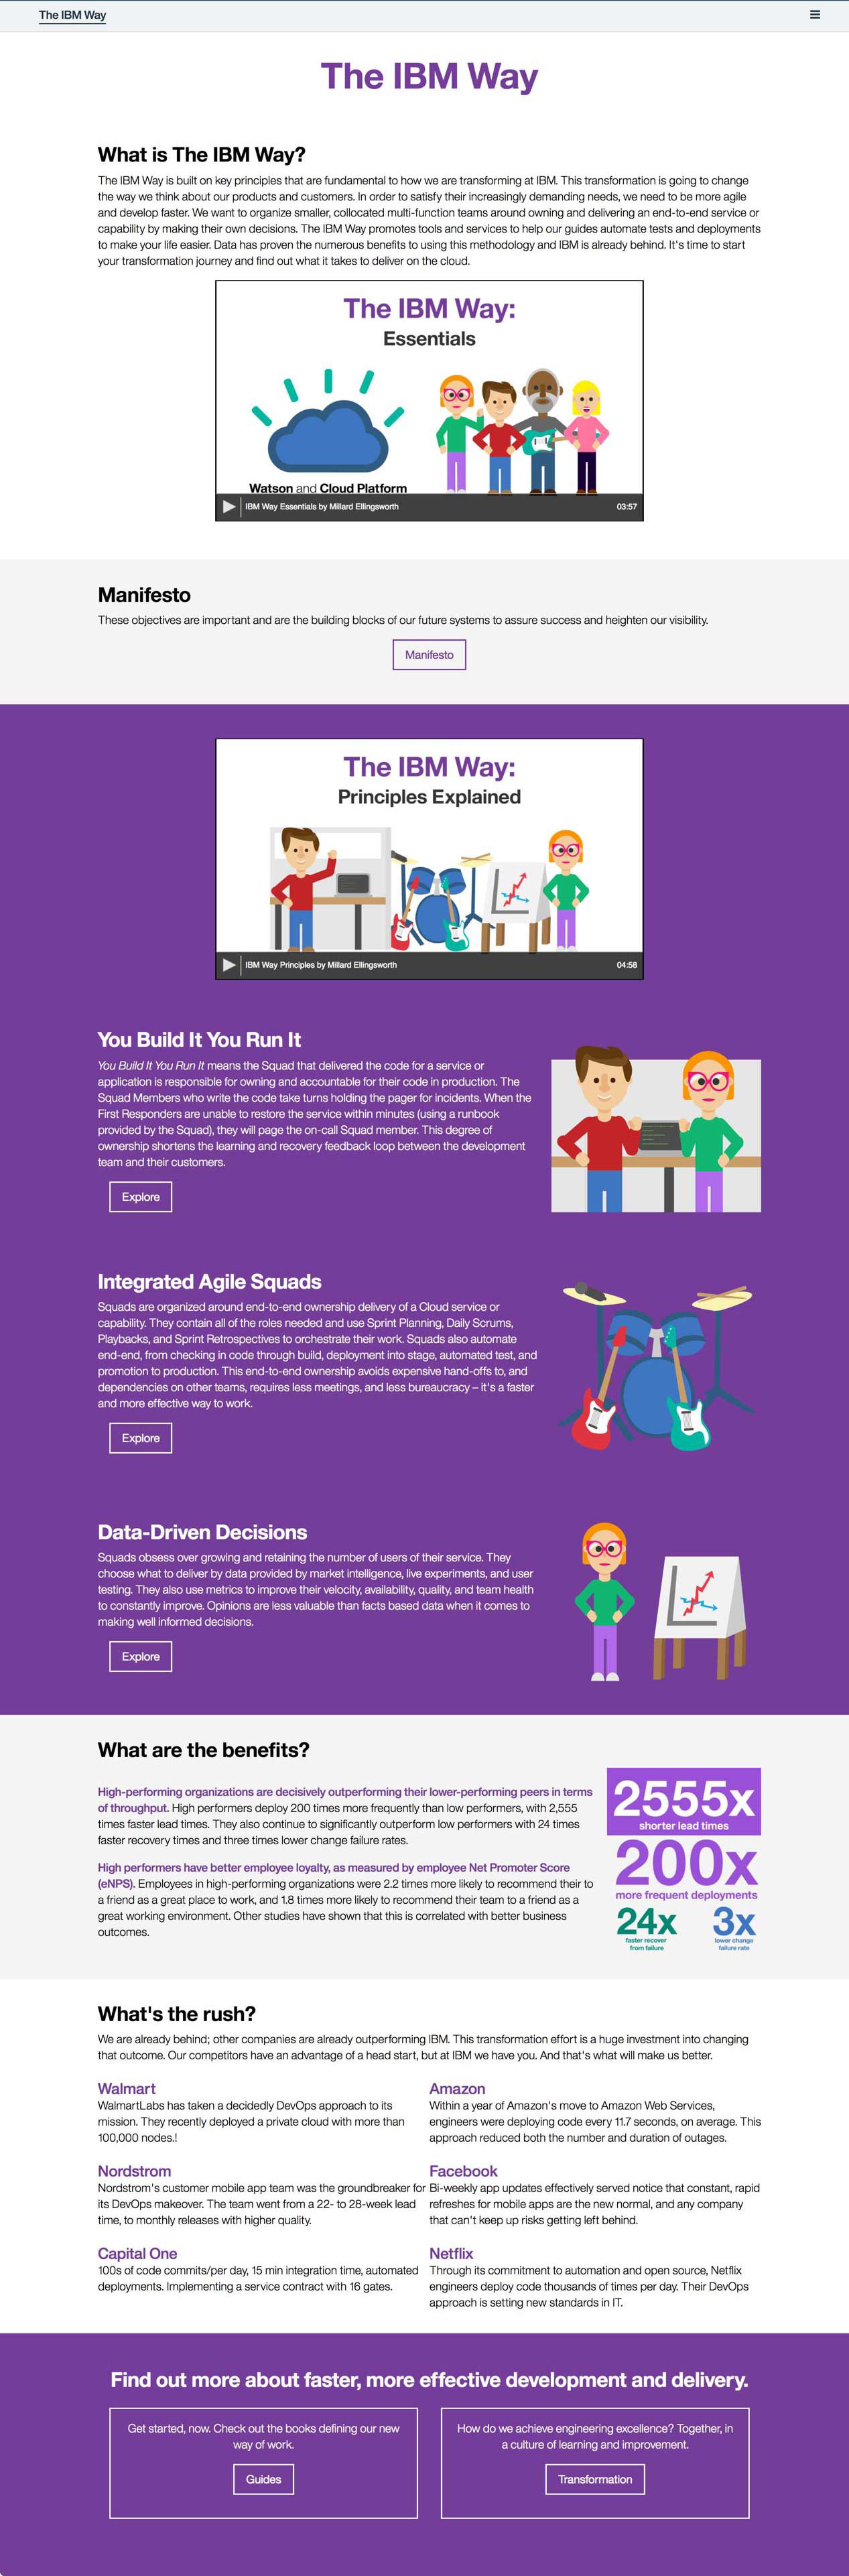 The IBM Way
The IBM Way
What is The IBM Way?
The IBM Way is built on key principles that are fundamental to how we are transforming at IBM. This transformation is going to change
the way we think about our products and customers. In order to satisfy their increasingly demanding needs, we need to be more agile
and develop faster. We want to organize smaller, collocated multi-function teams around owning and delivering an end-to-end service or
capability by making their own decisions. The IBM Way promotes tools and services to help our guides automate tests and deployments
to make your life easier. Data has proven the numerous benefits to using this methodology and IBM is already behind. It's time to start
your transformation journey and find out what it takes to deliver on the cloud.
The IBM Way:
Essentials
Watson and Cloud Platform
IBM Way Essentials by Millard Ellingsworth
03:57
Manifesto
These objectives are important and are the building blocks of our future systems to assure success and heighten our visibility.
Manifesto
The IBM Way:
Principles Explained
IBM Way Principles by Millard Ellingsworth
04:58
You Build It You Run It
You Build It You Run It means the Squad that delivered the code for a service or
application is responsible for owning and accountable for their code in production. The
Squad Members who write the code take turns holding the pager for incidents. When the
First Responders are unable to restore the service within minutes (using a runbook
provided by the Squad), they will page the on-call Squad member. This degree of
ownership shortens the learning and recovery feedback loop between the development
team and their customers.
Explore
Integrated Agile Squads
Squads are organized around end-to-end ownership delivery of a Cloud service or
capability. They contain all of the roles needed and use Sprint Planning, Daily Scrums,
Playbacks, and Sprint Retrospectives to orchestrate their work. Squads also automate
end-end, from checking in code through build, deployment into stage, automated test, and
promotion to production. This end-to-end ownership avoids expensive hand-offs to, and
dependencies on other teams, requires less meetings, and less bureaucracy – it's a faster
and more effective way to work.
Explore
Data-Driven Decisions
Squads obsess over growing and retaining the number of users of their service. They
choose what to deliver by data provided by market intelligence, live experiments, and user
testing. They also use metrics to improve their velocity, availability, quality, and team health
to constantly improve. Opinions are less valuable than facts based data when it comes to
making well informed decisions.
Explore
What are the benefits?
High-performing organizations are decisively outperforming their lower-performing peers in terms
of throughput. High performers deploy 200 times more frequently than low performers, with 2,555
times faster lead times. They also continue to significantly outperform low performers with 24 times
faster recovery times and three times lower change failure rates.
High performers have better employee loyalty, as measured by employee Net Promoter Score
(eNPS). Employees in high-performing organizations were 2.2 times more likely to recommend their to
a friend as a great place to work, and 1.8 times more likely to recommend their team to a friend as a
great working environment. Other studies have shown that this is correlated with better business
outcomes.
2555x
shorter lead times
200x
more frequent deployments
24x
faster recover
from failure
3x
lower change
failure rate
What's the rush?
We are already behind; other companies are already outperforming IBM. This transformation effort is a huge investment into changing
that outcome. Our competitors have an advantage of a head start, but at IBM we have you. And that's what will make us better.
Walmart
WalmartLabs has taken a decidedly DevOps approach to its
mission. They recently deployed a private cloud with more than
100,000 nodes.!
Amazon
Within a year of Amazon's move to Amazon Web Services,
engineers were deploying code every 11.7 seconds, on average. This
approach reduced both the number and duration of outages.
Nordstrom
Nordstrom's customer mobile app team was the groundbreaker for
its DevOps makeover. The team went from a 22- to 28-week lead
time, to monthly releases with higher quality.
Facebook
Bi-weekly app updates effectively served notice that constant, rapid
refreshes for mobile apps are the new normal, and any company
that can't keep up risks getting left behind.
Capital One
100s of code commits/per day, 15 min integration time, automated
deployments. Implementing a service contract with 16 gates.
Netflix
Through its commitment to automation and open source, Netflix
engineers deploy code thousands of times per day. Their DevOps
approach is setting new standards in IT.
Find out more about faster, more effective development and delivery.
Get started, now. Check out the books defining our new
way of work.
Guides
How do we achieve engineering excellence? Together, in
a culture of learning and improvement.
Transformation